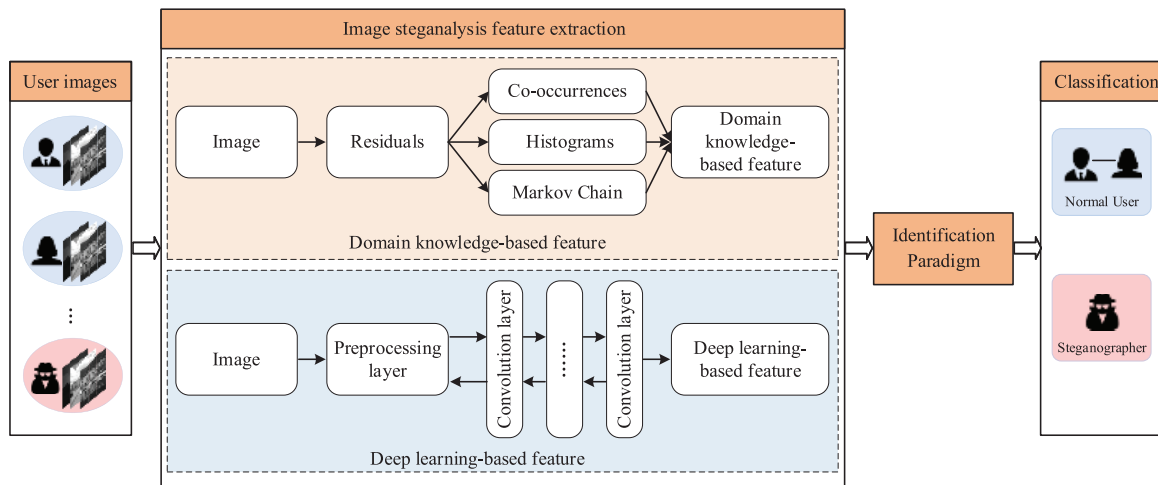 Image steganalysis feature extraction
User images
⋮
Image
Residuals
Co-occurrences
Histograms
Markov Chain
Domain
knowledge-
based feature
Domain knowledge-based feature
Image
Preprocessing
layer
Convolution layer
......
Convolution layer
Deep learning-
based feature
Deep learning-based feature
Identification
Paradigm
Classification
Normal User
Steganographer